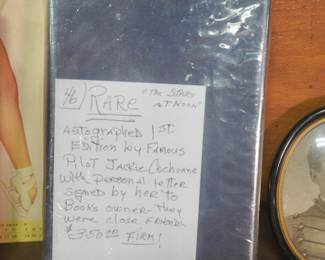 46) RARE "The STARS
AT NOON"
AUTOGRAPHED 1st
EDITION by FAMOUS
Pilot JACKIE Cochrane
with personal letter
signed by her to
Books owner - they
were close FRIENDS
$350.00 FIRM!